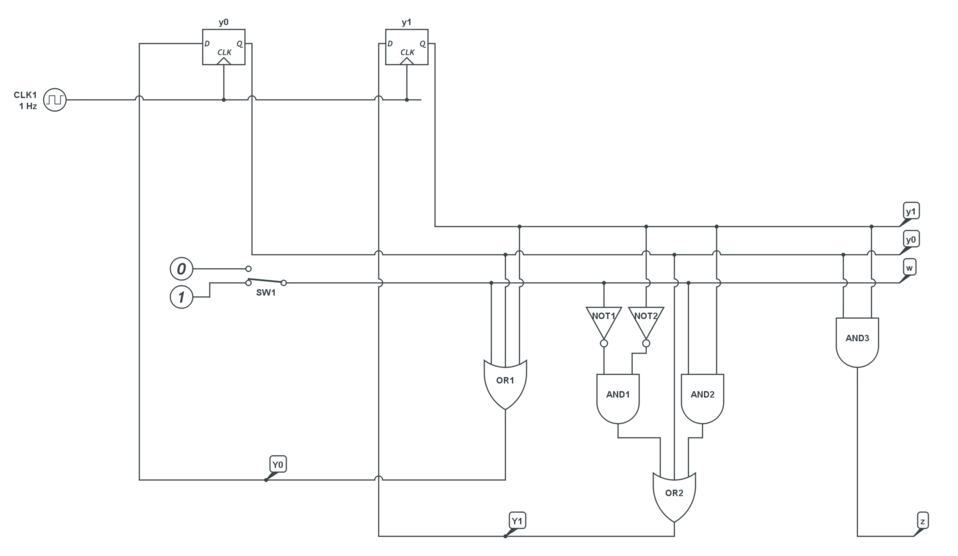 y0
D
Q
CLK
y1
D
Q
CLK
CLK1
1 Hz
y1
y0
w
0
1
SW1
NOT1
NOT2
AND3
OR1
AND1
AND2
Y0
OR2
Y1
z